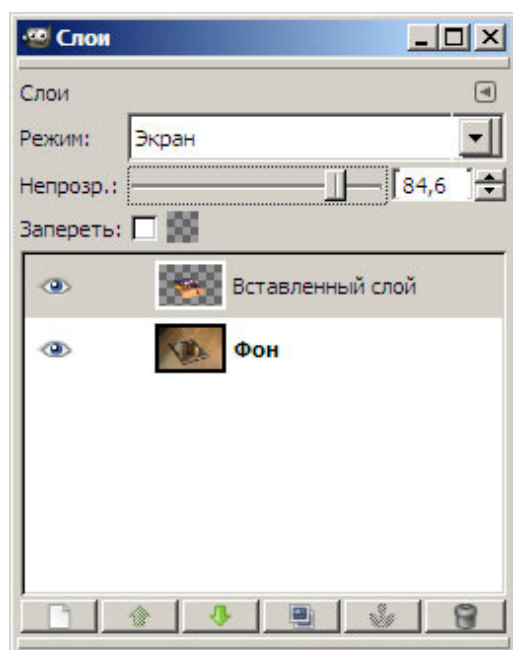 Слои
Слои
Режим: Экран
Непрозр.: 84,6
Запереть:
Вставленный слой
Фон